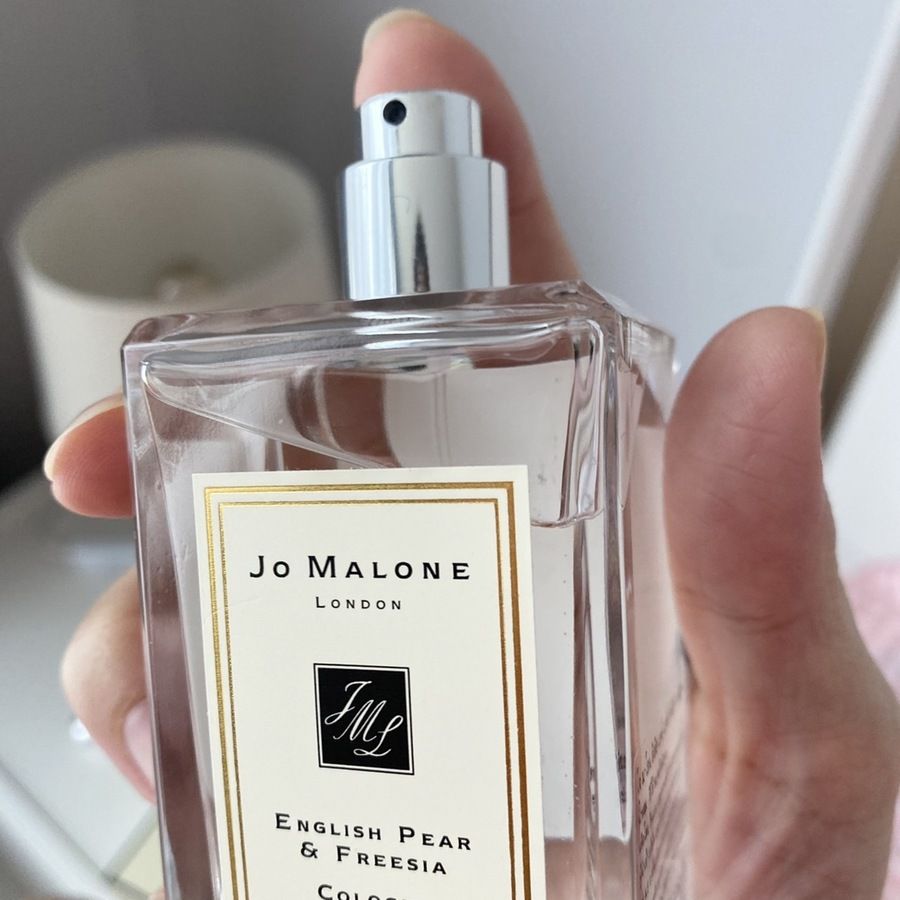 JO MALONE
LONDON
JML
ENGLISH PEAR
& FREESIA